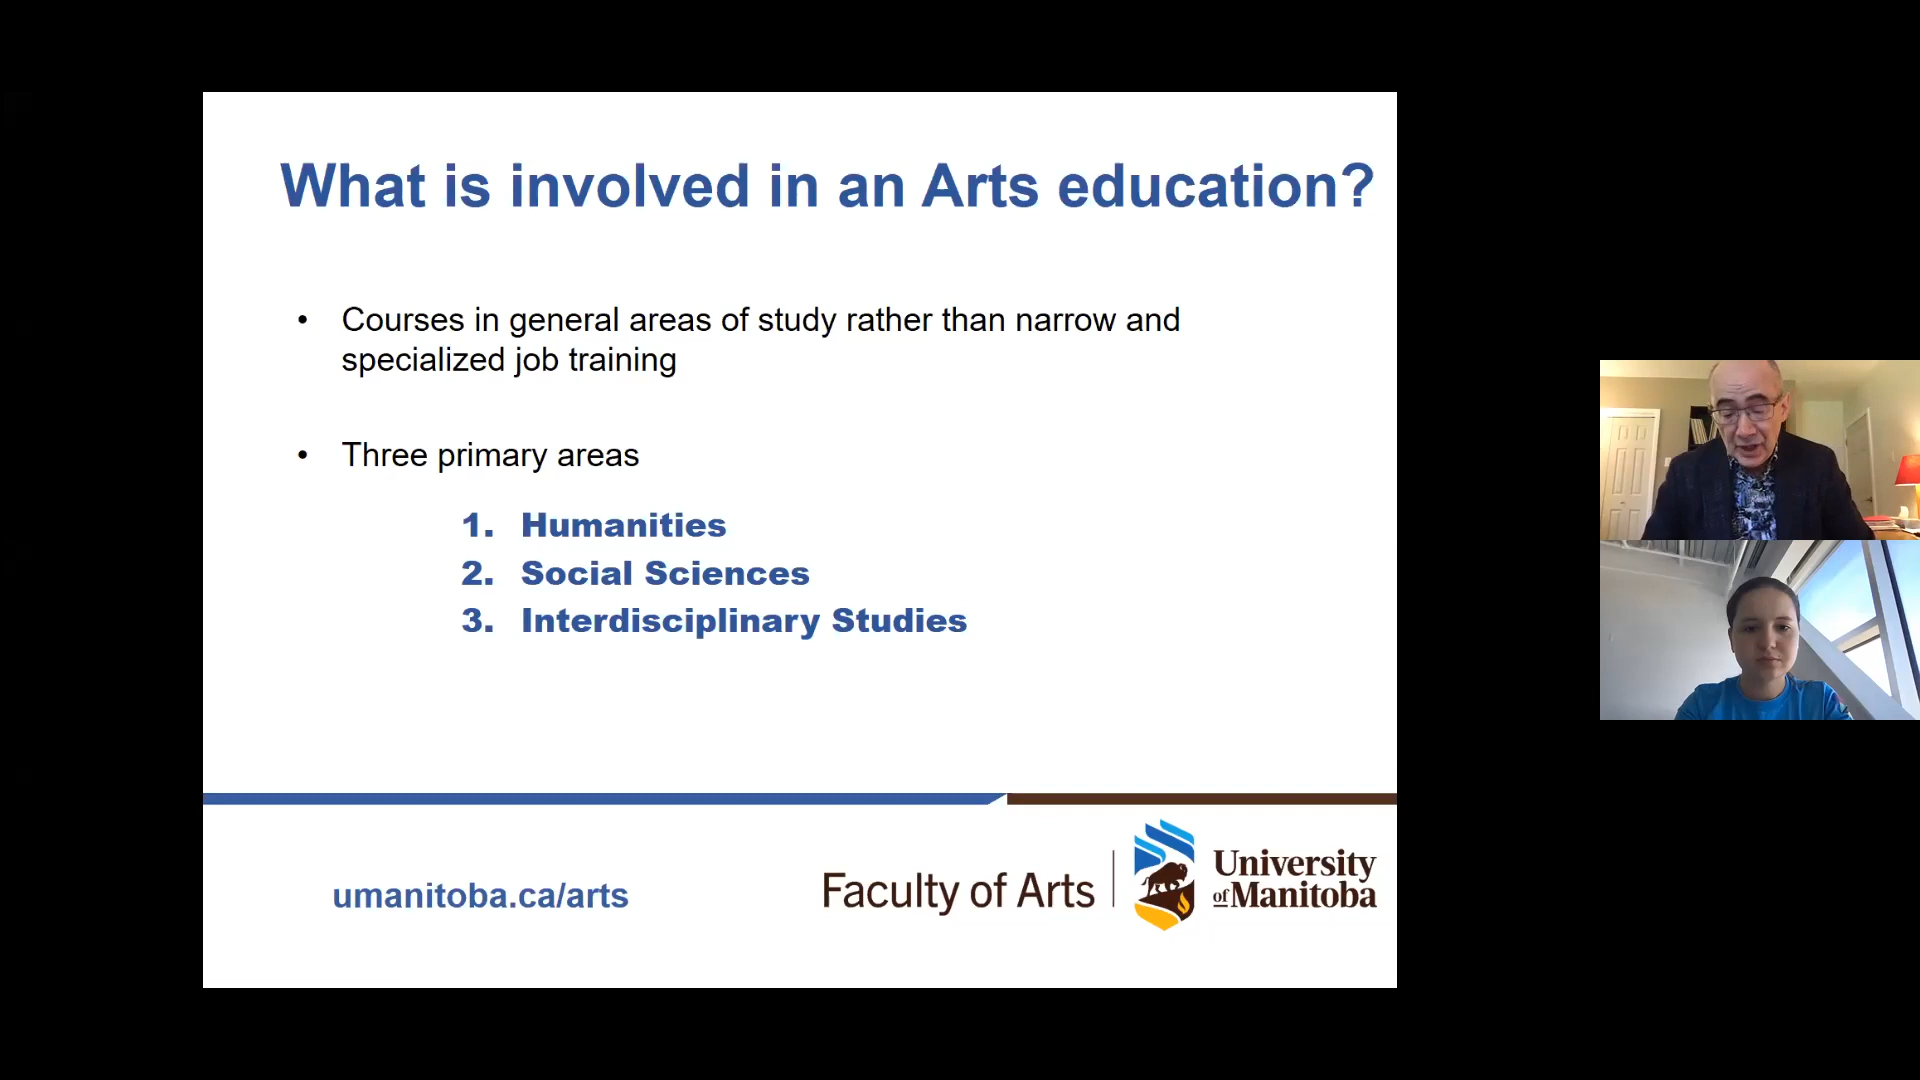 What is involved in an Arts education?
• Courses in general areas of study rather than narrow and
specialized job training
• Three primary areas
1. Humanities
2. Social Sciences
3. Interdisciplinary Studies
umanitoba.ca/arts
Faculty of Arts
University
of Manitoba